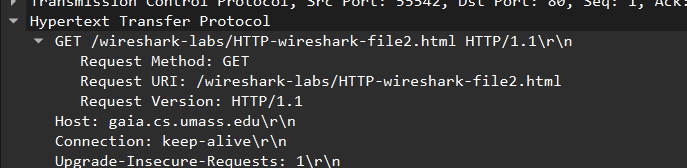 Transmission Control Protocol, Src Port: 55542, Dst Port: 80, Seq: 1, Ack:
Hypertext Transfer Protocol
GET /wireshark-labs/HTTP-wireshark-file2.html HTTP/1.1\r\n
Request Method: GET
Request URI: /wireshark-labs/HTTP-wireshark-file2.html
Request Version: HTTP/1.1
Host: gaia.cs.umass.edu\r\n
Connection: keep-alive\r\n
Upgrade-Insecure-Requests: 1\r\n